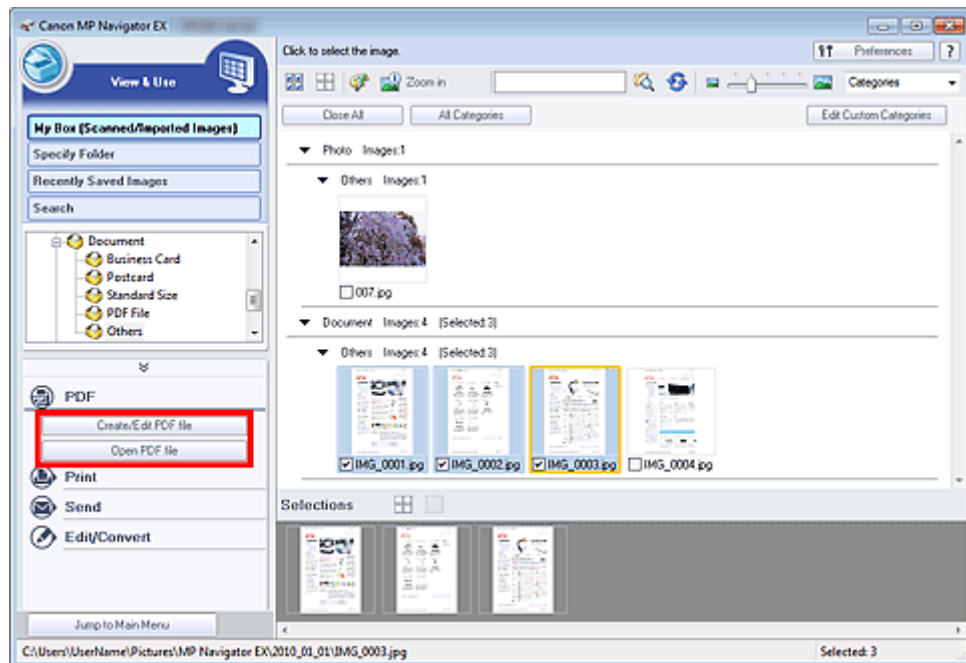 Canon MP Navigator EX
View & Use
My Box (Scanned/Imported Images)
Specify Folder
Recently Saved Images
Search
Document
Business Card
Postcard
Standard Size
PDF File
Others
PDF
Create/Edit PDF file
Open PDF file
Print
Send
Edit/Convert
Jump to Main Menu
Click to select the image.
Preferences
?
Zoom in
Categories
Close All
All Categories
Edit Custom Categories
Photo Images:1
Others Images:1
007.jpg
Document Images:4 (Selected:3)
Others Images:4 (Selected:3)
IMG_0001.jpg IMG_0002.jpg IMG_0003.jpg IMG_0004.jpg
Selections
C:\Users\UserName\Pictures\MP Navigator EX\2010_01_01\IMG_0003.jpg
Selected: 3